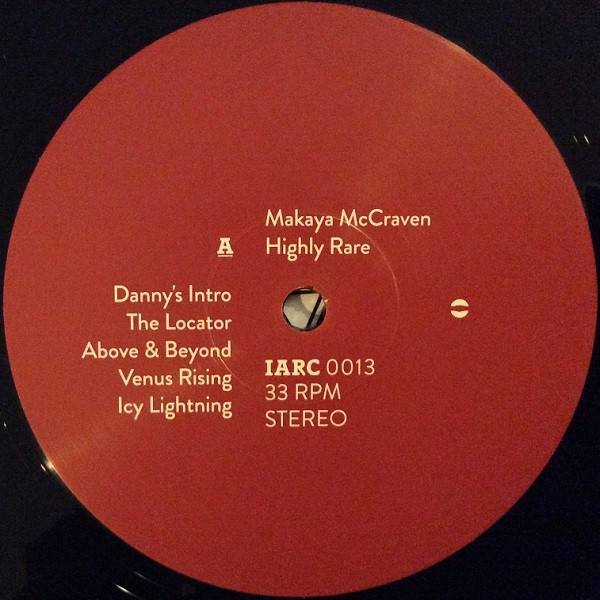 Makaya McCraven
A
Highly Rare
Danny's Intro
The Locator
Above & Beyond
Venus Rising
Icy Lightning
IARC 0013
33 RPM
STEREO